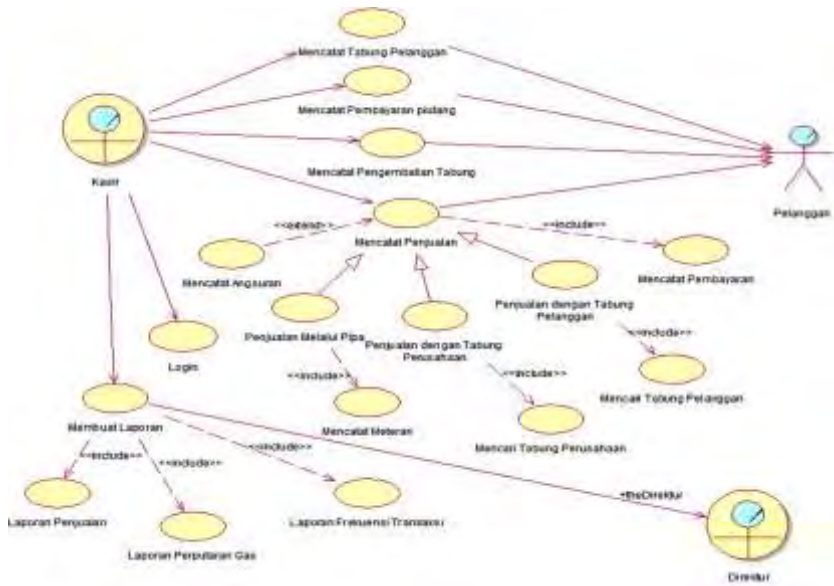 Mencatat Tabung Pelanggan
Mencatat Pembayaran piutang
Mencatat Pengembalian Tabung
Kasir
Pelanggan
<<extend>>
<<include>>
Mencatat Penjualan
Mencatat Angsuran
Mencatat Pembayaran
Penjualan dengan Tabung
Pelanggan
Penjualan Melalui Pipa
Penjualan dengan Tabung
Perusahaan
<<include>>
Login
<<include>>
<<include>>
Mencari Tabung Pelanggan
Mencatat Meteran
Membuat Laporan
Mencari Tabung Perusahaan
<<include>>
<<include>>
<<include>>
+theDirektur
Laporan Penjualan
Laporan Frekuensi Transaksi
Laporan Perputaran Gas
Direktur